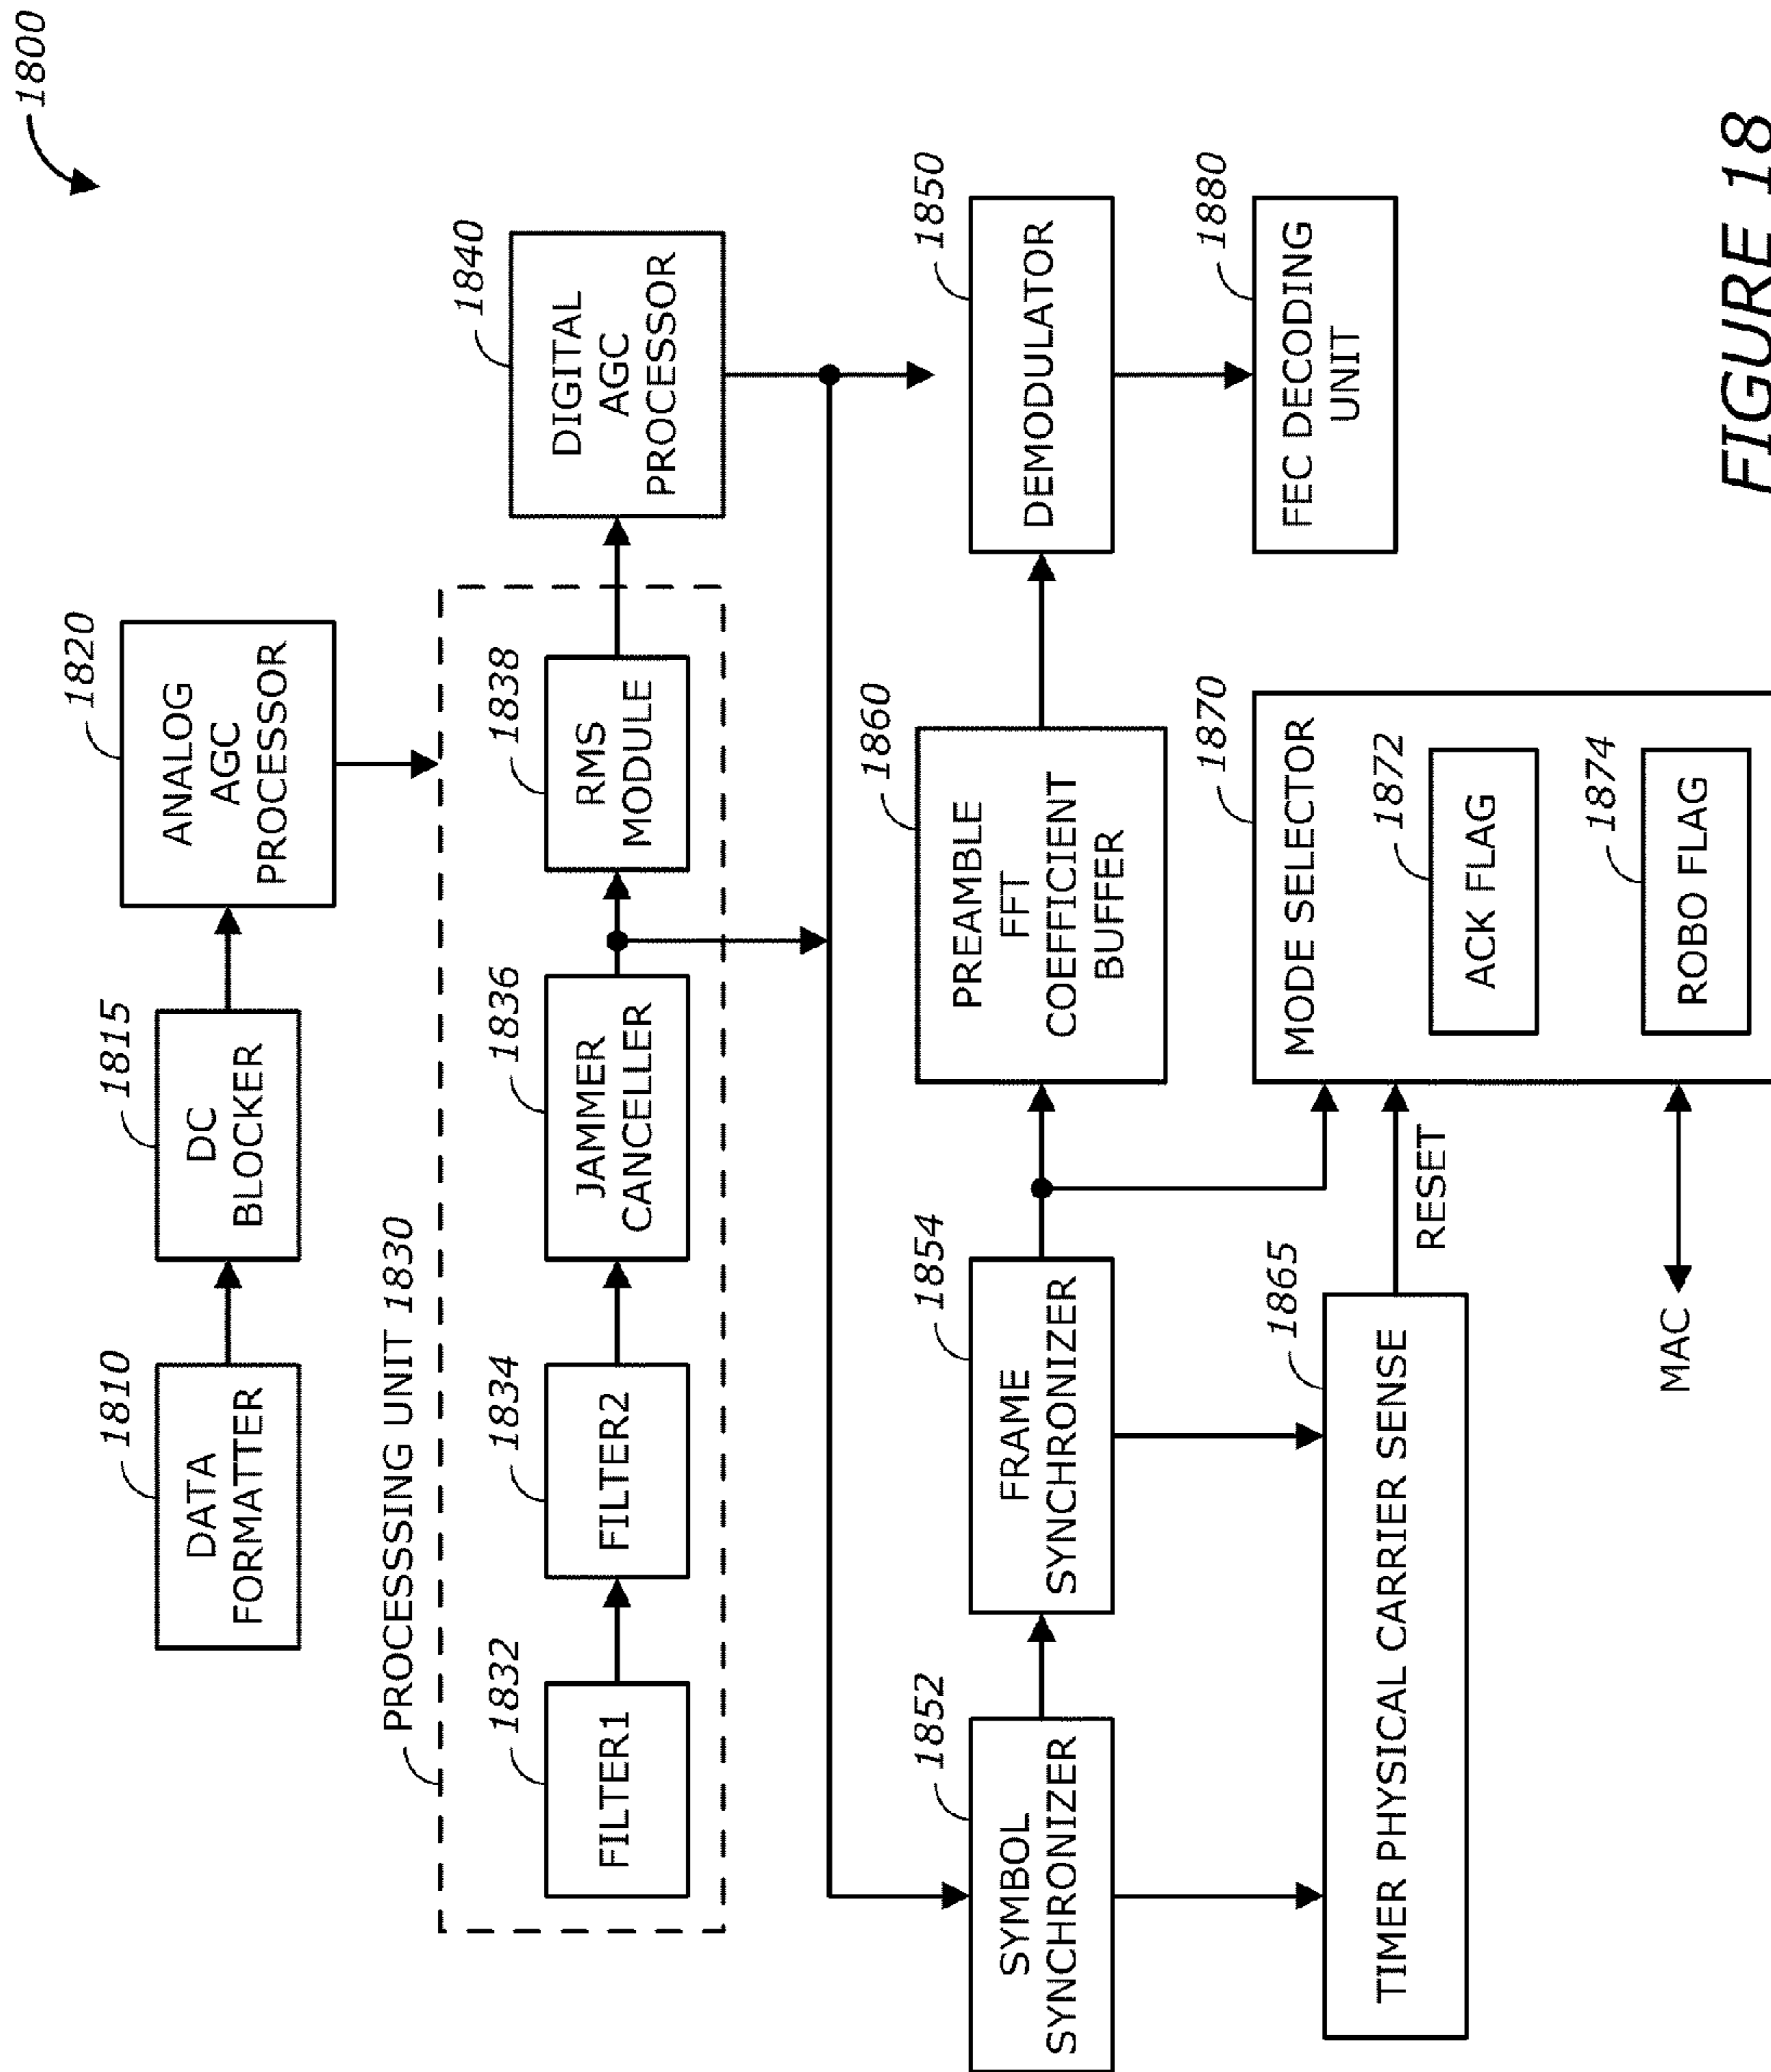 1800
1810
DATA
FORMATTER
1815
DC
BLOCKER
1820
ANALOG
AGC
PROCESSOR
PROCESSSING UNIT 1830
1832
FILTER1
1834
FILTER2
1836
JAMMER
CANCELLER
1838
RMS
MODULE
1840
DIGITAL
AGC
PROCESSOR
1852
SYMBOL
SYNCHRONIZER
1854
FRAME
SYNCHRONIZER
1860
PREAMBLE
FFT
COEFFICIENT
BUFFER
1850
DEMODULATOR
1865
TIMER PHYSICAL CARRIER SENSE
RESET
MAC
1870
MODE SELECTOR
1872
ACK FLAG
1874
ROBO FLAG
1880
FEC DECODING
UNIT
FIGURE 18